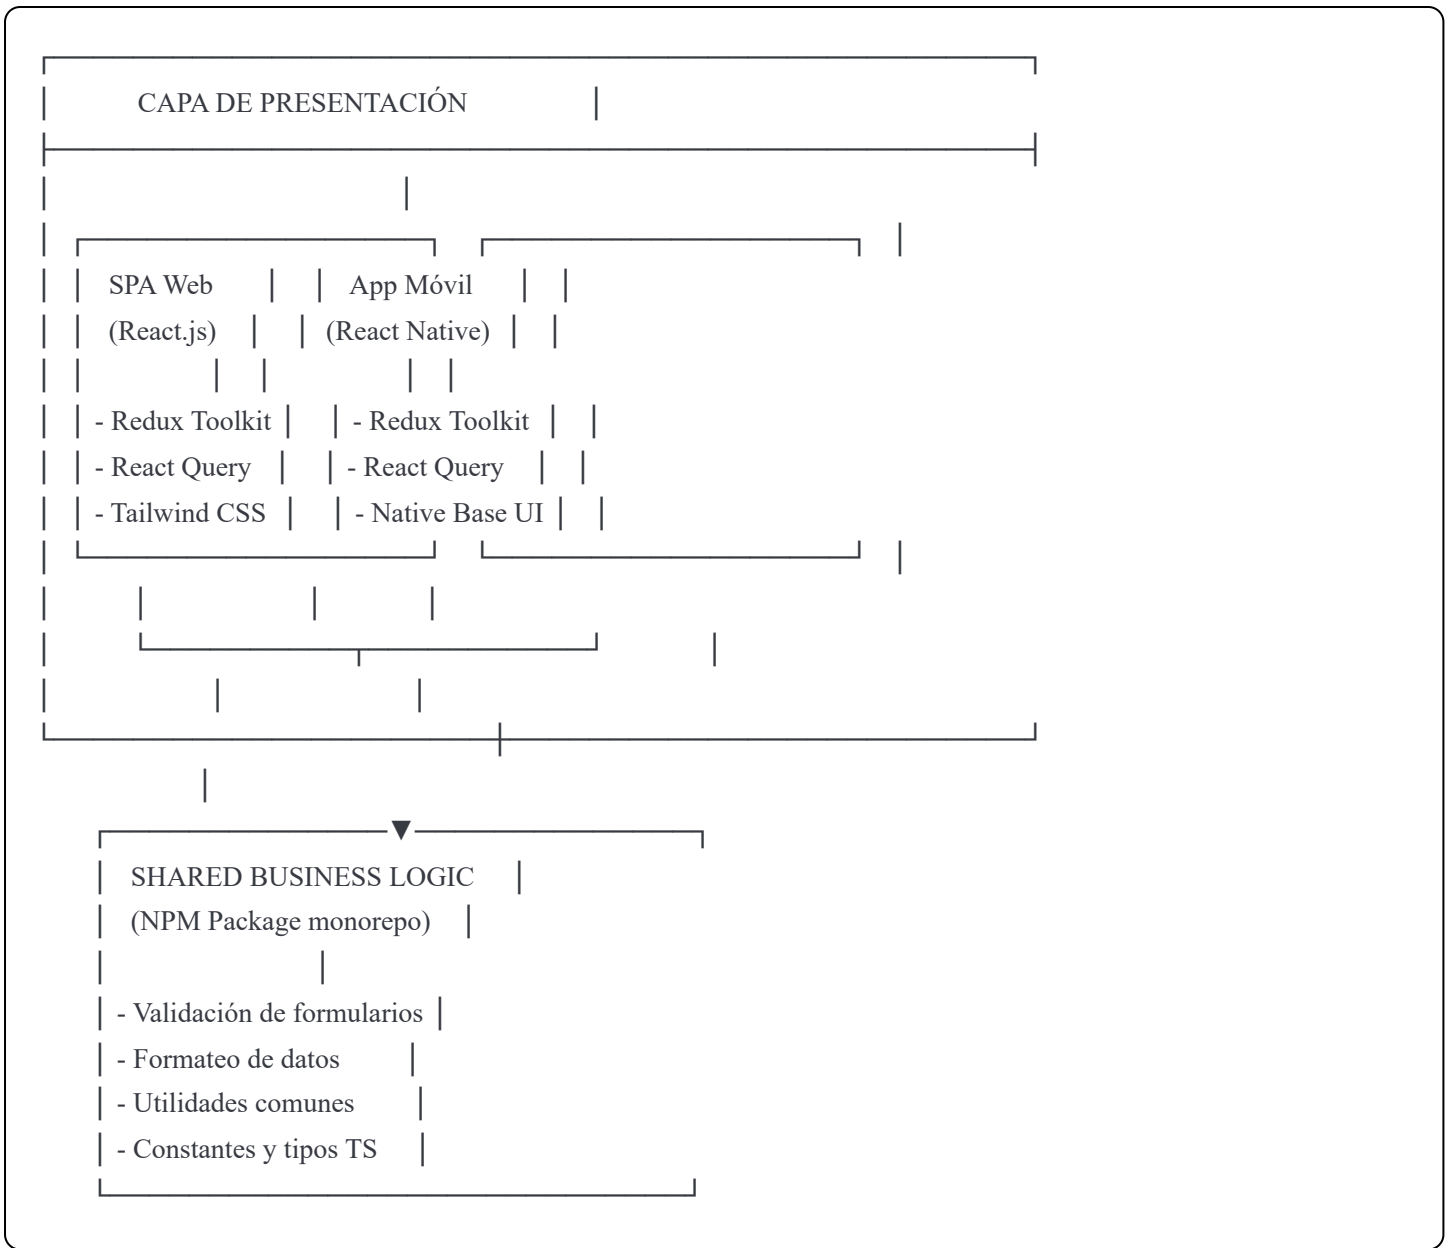 CAPA DE PRESENTACIÓN
SPA Web App Móvil
(React.js) (React Native)
- Redux Toolkit - Redux Toolkit
- React Query - React Query
- Tailwind CSS - Native Base UI
▼
SHARED BUSINESS LOGIC
(NPM Package monorepo)
- Validación de formularios
- Formateo de datos
- Utilidades comunes
- Constantes y tipos TS